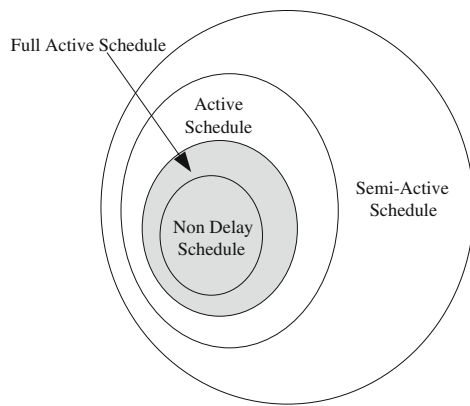 Full Active Schedule
Active
Schedule
Semi-Active
Schedule
Non Delay
Schedule